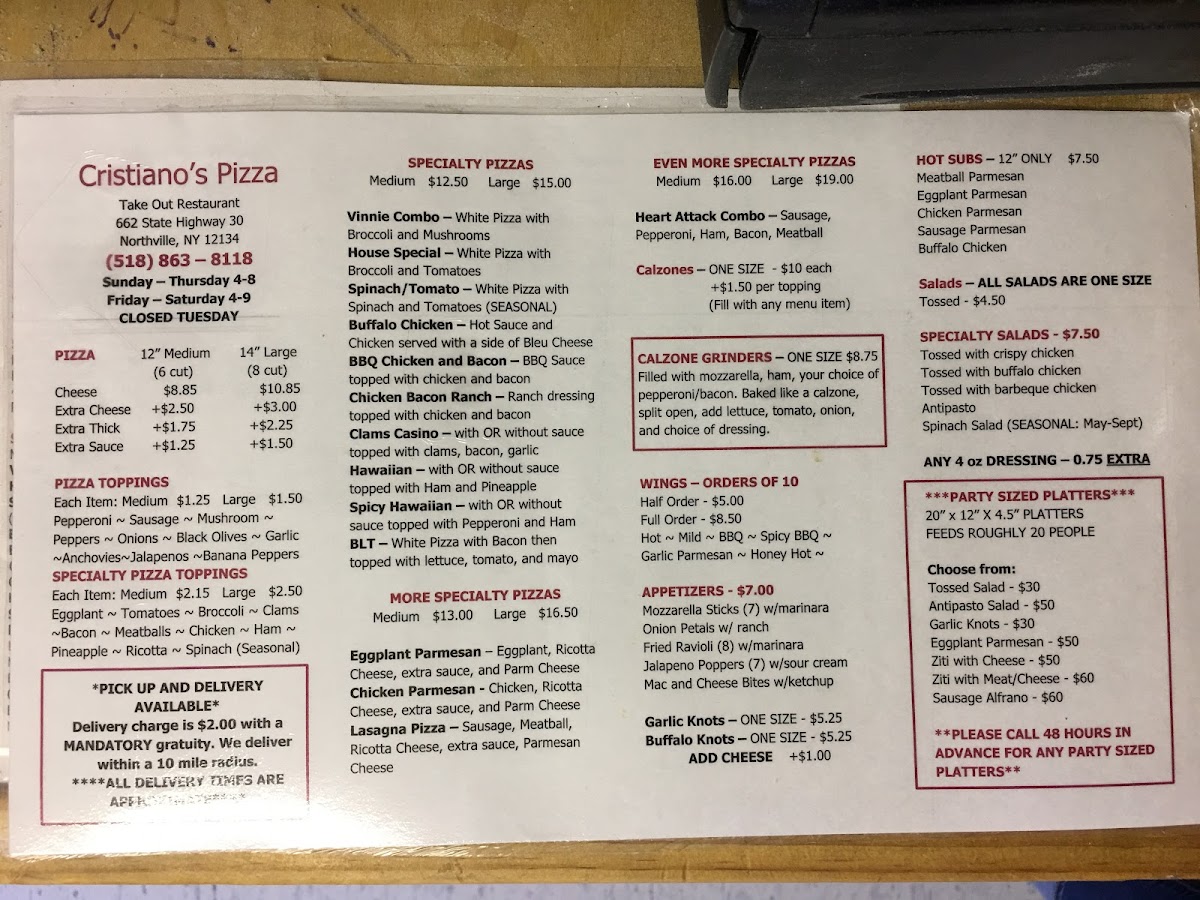 Cristiano's Pizza
Take Out Restaurant
662 State Highway 30
Northville, NY 12134
(518) 863 – 8118
Sunday – Thursday 4-8
Friday – Saturday 4-9
CLOSED TUESDAY
PIZZA 12" Medium 14" Large
(6 cut) (8 cut)
Cheese $8.85 $10.85
Extra Cheese +$2.50 +$3.00
Extra Thick +$1.75 +$2.25
Extra Sauce +$1.25 +$1.50
PIZZA TOPPINGS
Each Item: Medium $1.25 Large $1.50
Pepperoni ~ Sausage ~ Mushroom ~
Peppers ~ Onions ~ Black Olives ~ Garlic
~Anchovies~Jalapenos ~Banana Peppers
SPECIALTY PIZZA TOPPINGS
Each Item: Medium $2.15 Large $2.50
Eggplant ~ Tomatoes ~ Broccoli ~ Clams
~Bacon ~ Meatballs ~ Chicken ~ Ham ~
Pineapple ~ Ricotta ~ Spinach (Seasonal)
*PICK UP AND DELIVERY
AVAILABLE*
Delivery charge is $2.00 with a
MANDATORY gratuity. We deliver
within a 10 mile radius.
****ALL DELIVERY TIMES ARE
SPECIALTY PIZZAS
Medium $12.50 Large $15.00
Vinnie Combo – White Pizza with
Broccoli and Mushrooms
House Special – White Pizza with
Broccoli and Tomatoes
Spinach/Tomato – White Pizza with
Spinach and Tomatoes (SEASONAL)
Buffalo Chicken – Hot Sauce and
Chicken served with a side of Bleu Cheese
BBQ Chicken and Bacon – BBQ Sauce
topped with chicken and bacon
Chicken Bacon Ranch – Ranch dressing
topped with chicken and bacon
Clams Casino – with OR without sauce
topped with clams, bacon, garlic
Hawaiian – with OR without sauce
topped with Ham and Pineapple
Spicy Hawaiian – with OR without
sauce topped with Pepperoni and Ham
BLT – White Pizza with Bacon then
topped with lettuce, tomato, and mayo
MORE SPECIALTY PIZZAS
Medium $13.00 Large $16.50
Eggplant Parmesan – Eggplant, Ricotta
Cheese, extra sauce, and Parm Cheese
Chicken Parmesan - Chicken, Ricotta
Cheese, extra sauce, and Parm Cheese
Lasagna Pizza – Sausage, Meatball,
Ricotta Cheese, extra sauce, Parmesan
Cheese
EVEN MORE SPECIALTY PIZZAS
Medium $16.00 Large $19.00
Heart Attack Combo – Sausage,
Pepperoni, Ham, Bacon, Meatball
Calzones – ONE SIZE - $10 each
+$1.50 per topping
(Fill with any menu item)
CALZONE GRINDERS – ONE SIZE $8.75
Filled with mozzarella, ham, your choice of
pepperoni/bacon. Baked like a calzone,
split open, add lettuce, tomato, onion,
and choice of dressing.
WINGS – ORDERS OF 10
Half Order - $5.00
Full Order - $8.50
Hot ~ Mild ~ BBQ ~ Spicy BBQ ~
Garlic Parmesan ~ Honey Hot ~
APPETIZERS - $7.00
Mozzarella Sticks (7) w/marinara
Onion Petals w/ ranch
Fried Ravioli (8) w/marinara
Jalapeno Poppers (7) w/sour cream
Mac and Cheese Bites w/ketchup
Garlic Knots – ONE SIZE - $5.25
Buffalo Knots – ONE SIZE - $5.25
ADD CHEESE +$1.00
HOT SUBS – 12" ONLY $7.50
Meatball Parmesan
Eggplant Parmesan
Chicken Parmesan
Sausage Parmesan
Buffalo Chicken
Salads – ALL SALADS ARE ONE SIZE
Tossed - $4.50
SPECIALTY SALADS - $7.50
Tossed with crispy chicken
Tossed with buffalo chicken
Tossed with barbeque chicken
Antipasto
Spinach Salad (SEASONAL: May-Sept)
ANY 4 oz DRESSING – 0.75 EXTRA
***PARTY SIZED PLATTERS***
20" x 12" X 4.5" PLATTERS
FEEDS ROUGHLY 20 PEOPLE
Choose from:
Tossed Salad - $30
Antipasto Salad - $50
Garlic Knots - $30
Eggplant Parmesan - $50
Ziti with Cheese - $50
Ziti with Meat/Cheese - $60
Sausage Alfrano - $60
**PLEASE CALL 48 HOURS IN
ADVANCE FOR ANY PARTY SIZED
PLATTERS**